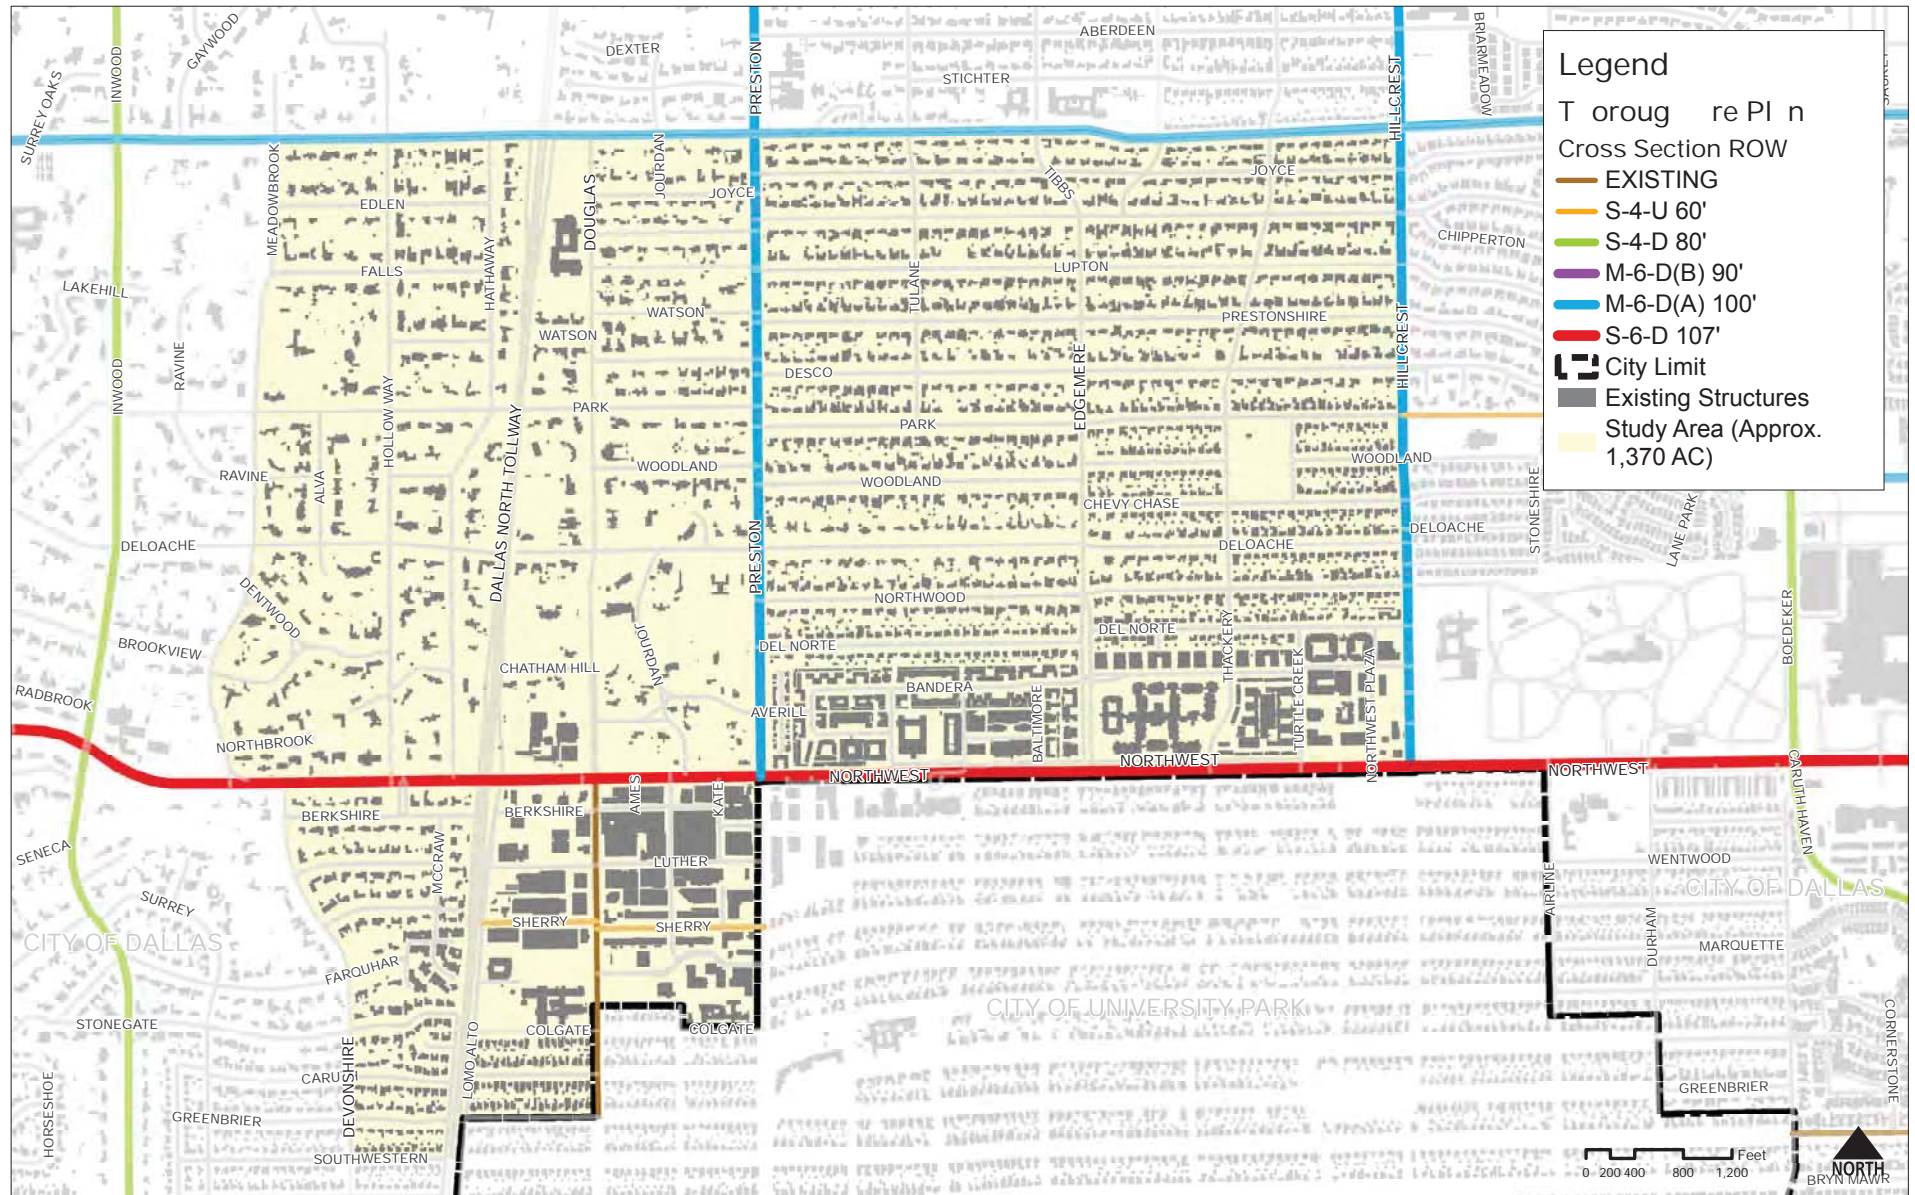 ABERDEEN
BRIARMEADOW
GAYWOOD
DEXTER
STICHTER
INWOOD
PRESTON
HILLCREST
SURREY OAKS
MEADOWBROOK
JOURDAN
JOYCE
TIBBS
JOYCE
EDLEN
DOUGLAS
HATHAWAY
FALLS
LAKEHILL
TULANE
LUPTON
CHIPPERTON
WATSON
WATSON
PRESTONSHIRE
INWOOD
RAVINE
HOLLOW WAY
DALLAS NORTH TOLLWAY
DESCO
EDGEMERE
HILLCREST
PARK
PARK
RAVINE
ALVA
WOODLAND
WOODLAND
WOODLAND
CHEVY CHASE
STONESHIRE
LANE PARK
DELOACHE
PRESTON
DELOACHE
DELOACHE
DENTWOOD
NORTHWOOD
BROOKVIEW
JOURDAN
DEL NORTE
DEL NORTE
THACKERY
BOEDEKER
RADBROOK
CHATHAM HILL
BANDERA
BALTIMORE
TURTLE CREEK
NORTHWEST PLAZA
AVERILL
NORTHBROOK
NORTHWEST
NORTHWEST
NORTHWEST
BERKSHIRE
BERKSHIRE
AMES
KATE
CARUTH HAVEN
SENECA
MCCRAW
LUTHER
AIRLINE
WENTWOOD
CITY OF DALLAS
SURREY
SHERRY
SHERRY
CITY OF DALLAS
DURHAM
MARQUETTE
FARQUHAR
CITY OF UNIVERSITY PARK
STONEGATE
COLGATE
COLGATE
CORNERSTONE
HORSESHOE
DEVONSHIRE
LOMO ALTO
GREENBRIER
GREENBRIER
SOUTHWESTERN
BRYN MAWR
Legend
T oroug re Pl n
Cross Section ROW
EXISTING
S-4-U 60'
S-4-D 80'
M-6-D(B) 90'
M-6-D(A) 100'
S-6-D 107'
City Limit
Existing Structures
Study Area (Approx.
1,370 AC)
Feet
0 200 400 800 1,200
NORTH